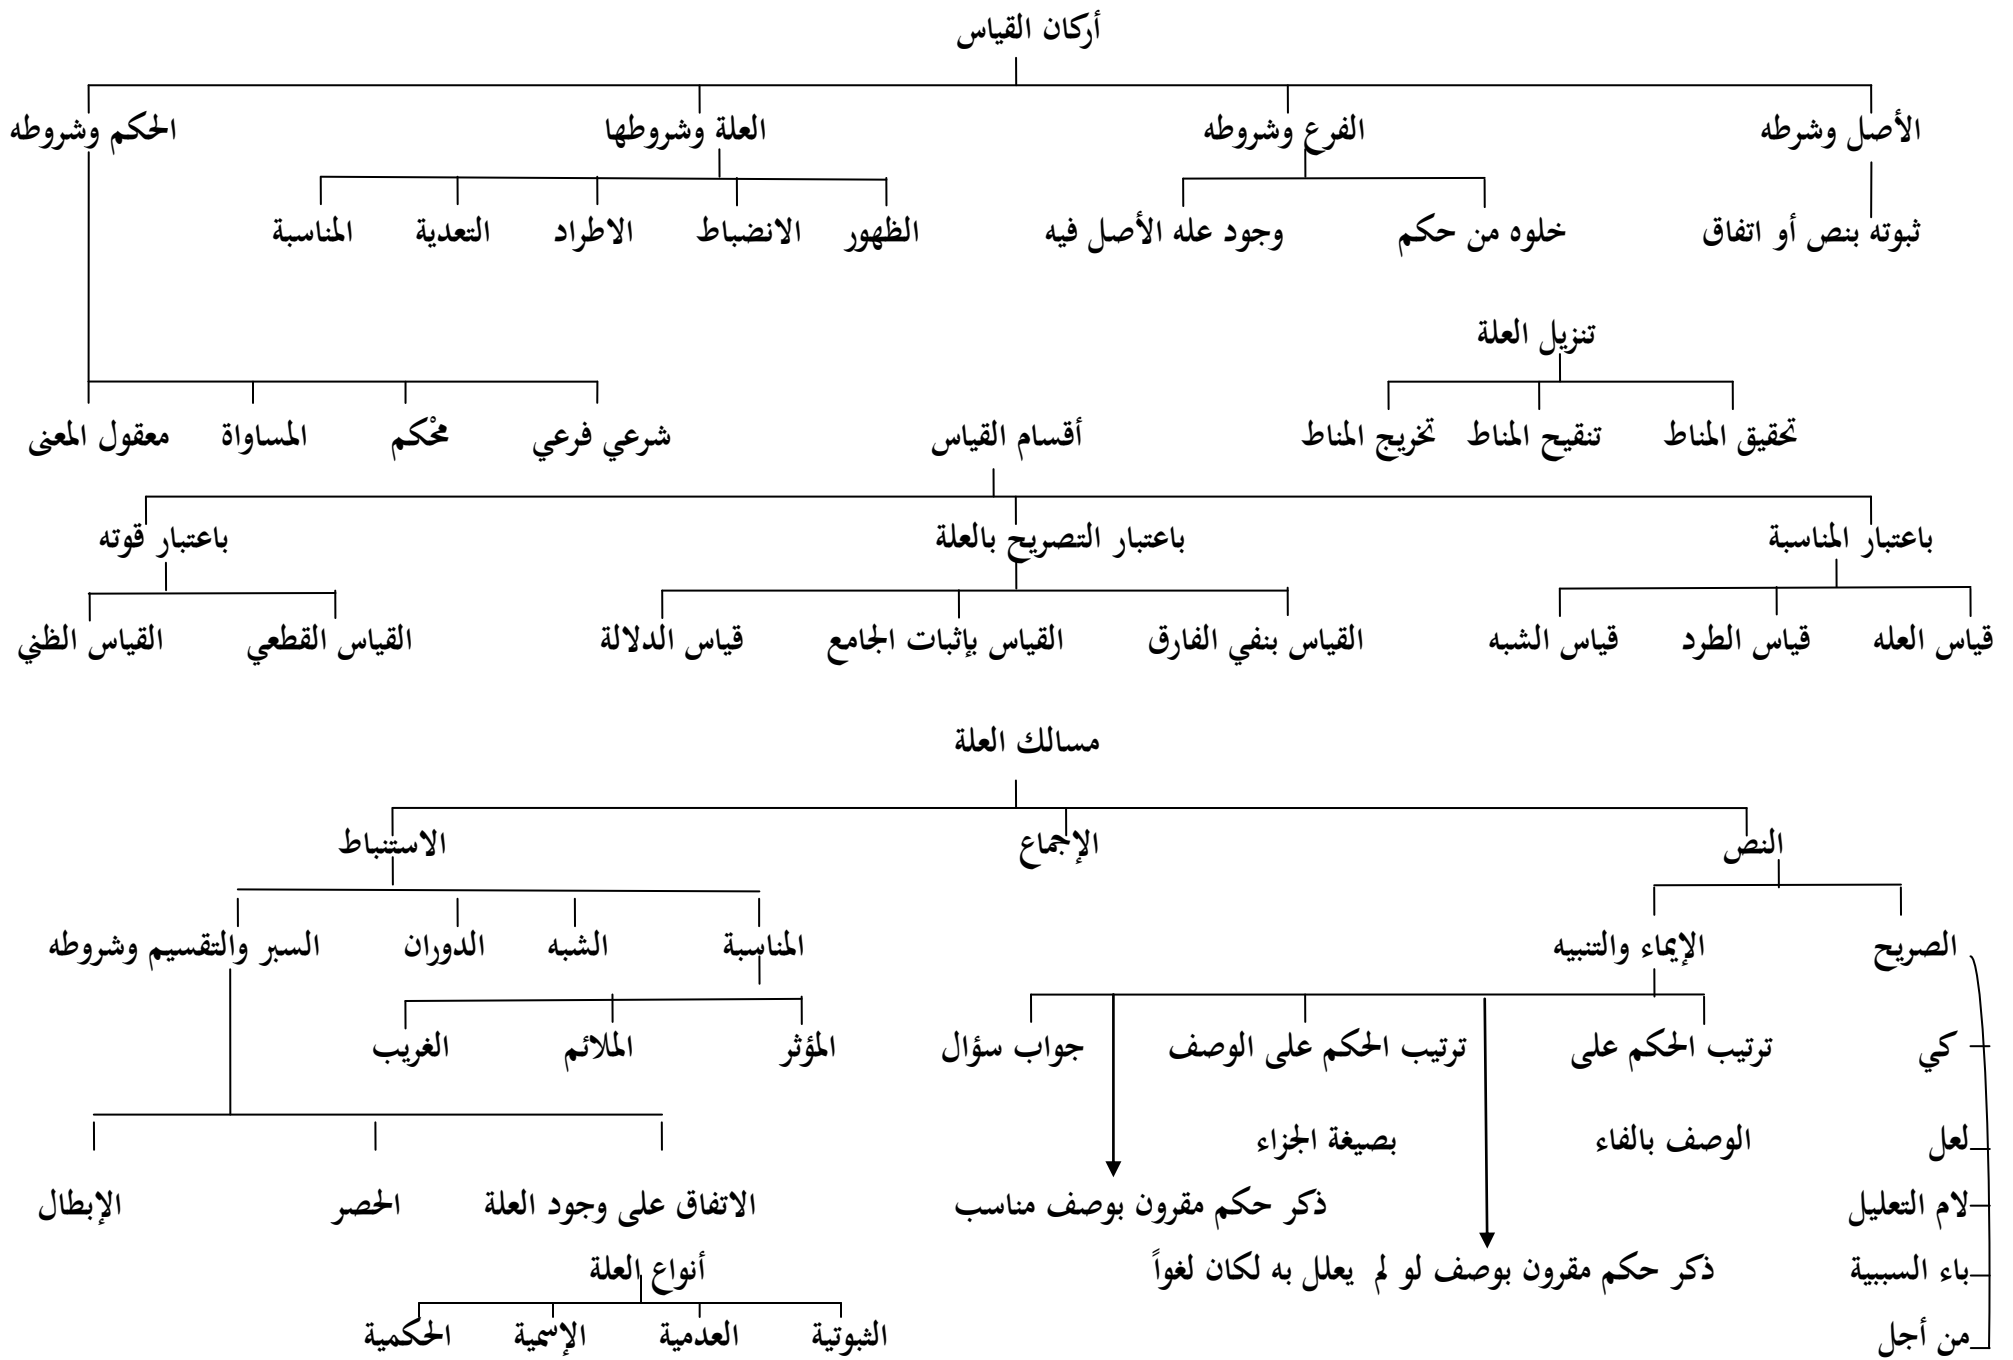 أركان القياس
الأصل وشرطه الفرع وشروطه العلة وشروطها الحكم وشروطه
ثبوته بنص أو اتفاق خلوه من حكم وجود عله الأصل فيه الظهور الانضباط الاطراد التعدية المناسبة
تنزيل العلة
تحقيق المناط تنقيح المناط تخريج المناط أقسام القياس شرعي فرعي محْكم المساواة معقول المعنى
باعتبار المناسبة باعتبار التصريح بالعلة باعتبار قوته
قياس العله قياس الطرد قياس الشبه القياس بنفي الفارق القياس بإثبات الجامع قياس الدلالة القياس القطعي القياس الظني
مسالك العلة
النص الإجماع الاستنباط
الصريح الإيماء والتنبيه المناسبة الشبه الدوران السبر والتقسيم وشروطه
كي ترتيب الحكم على ترتيب الحكم على الوصف جواب سؤال المؤثر الملائم الغريب
لعل الوصف بالفاء بصيغة الجزاء
لام التعليل ذكر حكم مقرون بوصف مناسب الاتفاق على وجود العلة الحصر الإبطال
باء السببية ذكر حكم مقرون بوصف لو لم يعلل به لكان لغواً أنواع العلة
من أجل الثبوتية العدمية الإسمية الحكمية